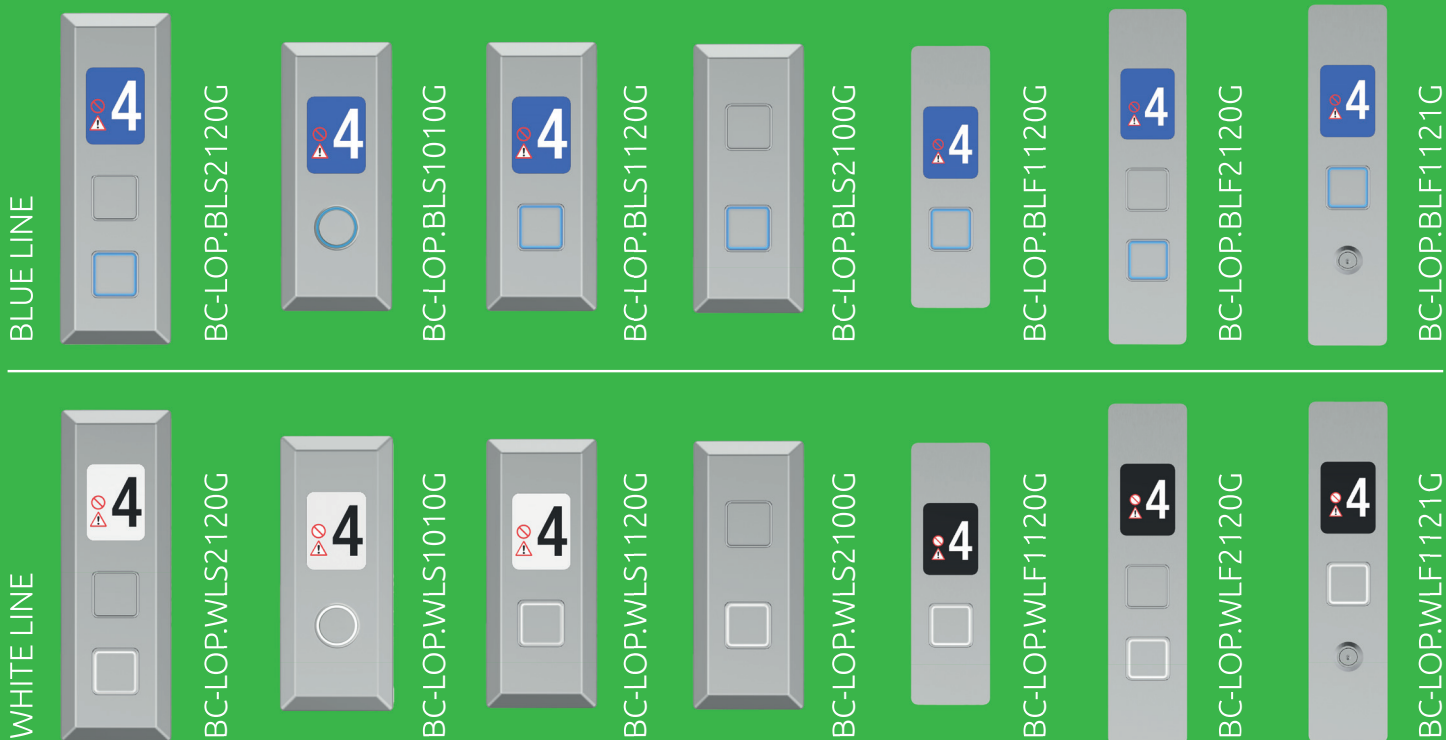 BLUE LINE
4
BC-LOP.BLS2120G
4
BC-LOP.BLS1010G
4
BC-LOP.BLS1120G
BC-LOP.BLS2100G
4
BC-LOP.BLF1120G
4
BC-LOP.BLF2120G
4
BC-LOP.BLF1121G
WHITE LINE
4
BC-LOP.WLS2120G
4
BC-LOP.WLS1010G
4
BC-LOP.WLS1120G
BC-LOP.WLS2100G
4
BC-LOP.WLF1120G
4
BC-LOP.WLF2120G
4
BC-LOP.WLF1121G